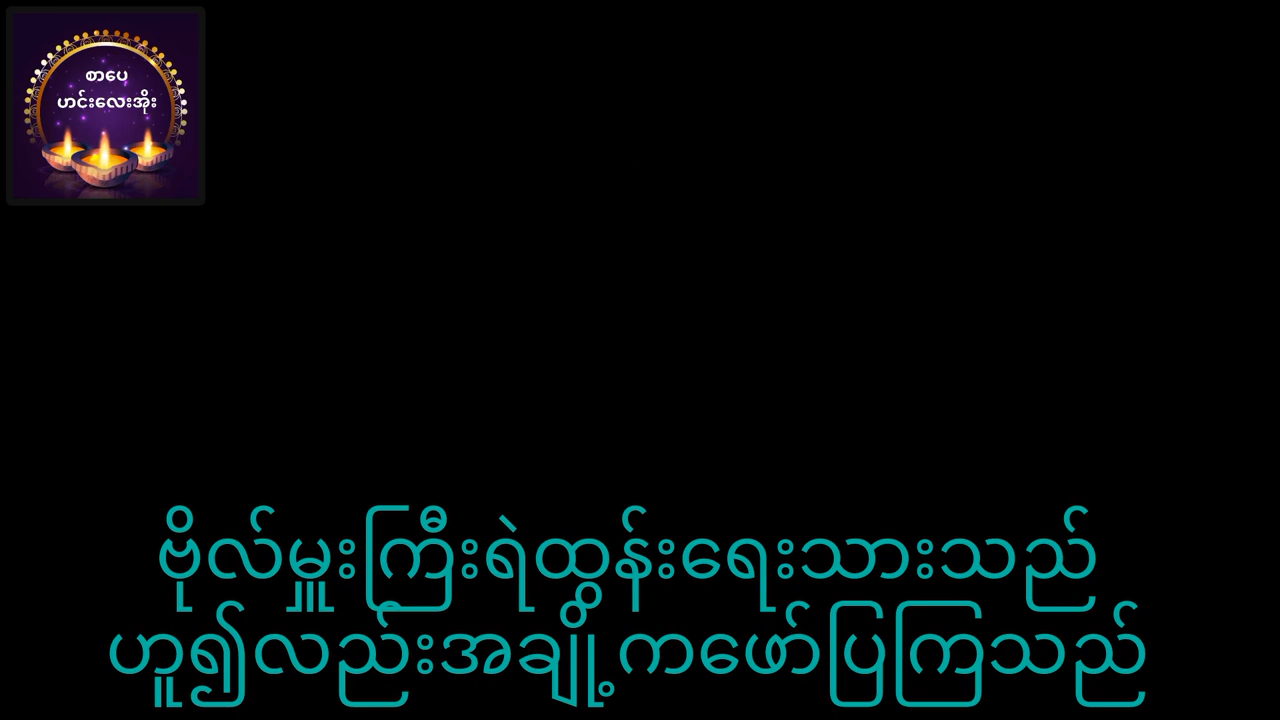 စာပေ
ဟင်းလေးအိုး
ဗိုလ်မှူးကြီးရဲထွန်းရေးသားသည်
ဟူ၍လည်းအချို့ကဖော်ပြကြသည်